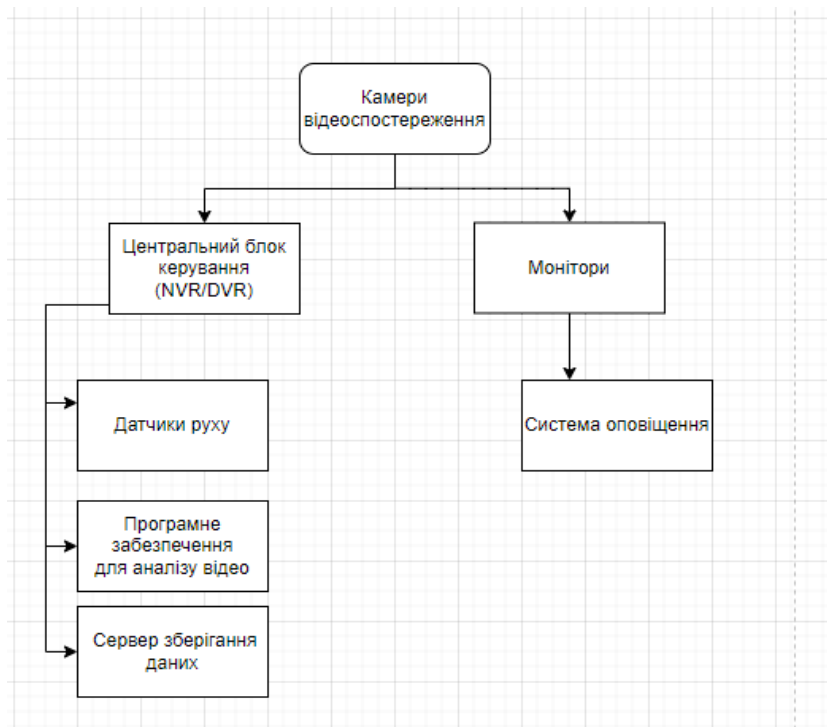 Камери
відеоспостереження
Центральний блок
керування
(NVR/DVR)
Монітори
Датчики руху
Система оповіщення
Програмне
забезпечення
для аналізу відео
Сервер зберігання
даних